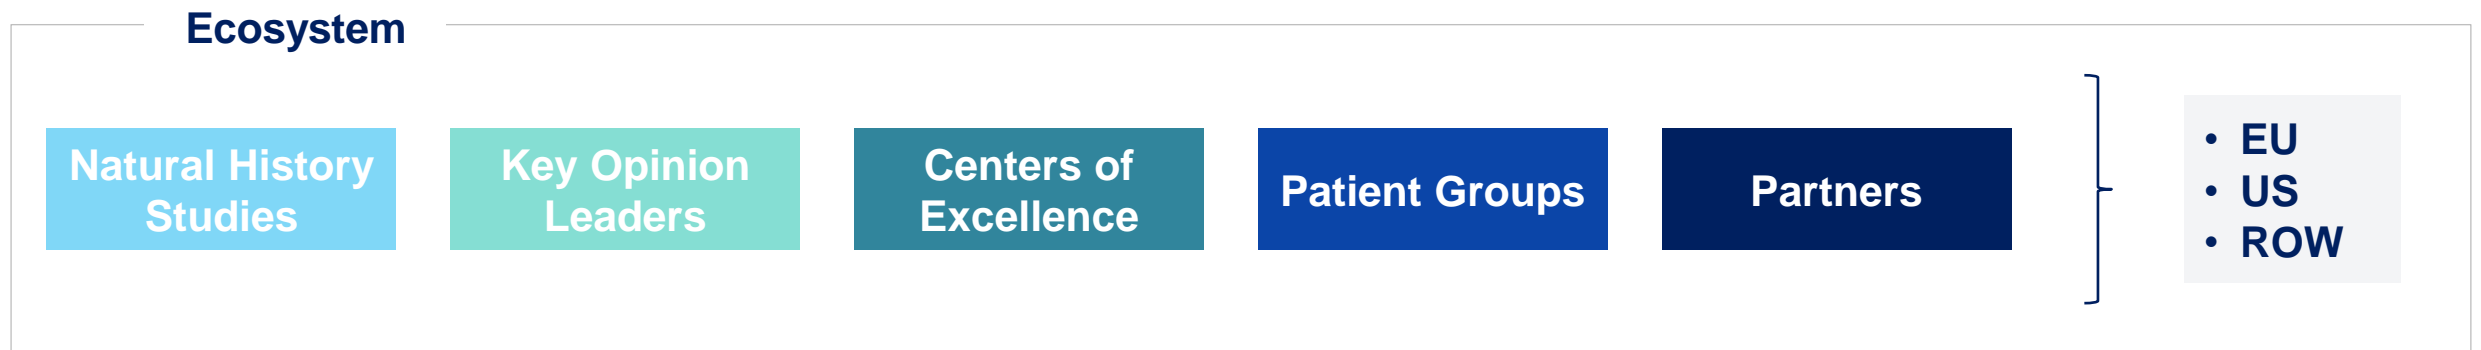 Ecosystem
Natural History
Studies
Key Opinion
Leaders
Centers of
Excellence
Patient Groups
Partners
• EU
• US
• ROW